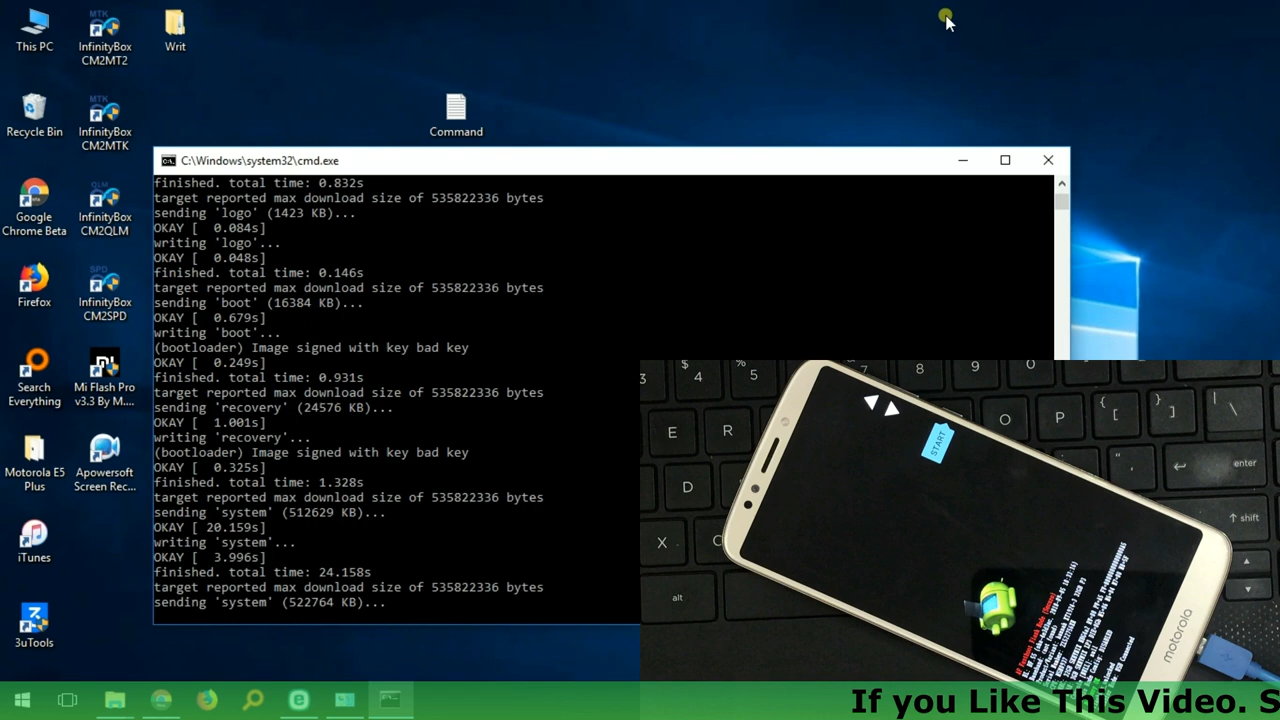 This PC
InfinityBox
CM2MT2
Writ
Recycle Bin
InfinityBox
CM2MTK
Command
Google
Chrome Beta
InfinityBox
CM2QLM
Firefox
InfinityBox
CM2SPD
Search
Everything
Mi Flash Pro
v3.3 By M....
Motorola E5
Plus
Apowersoft
Screen Rec...
iTunes
3uTools
C:\Windows\system32\cmd.exe
finished. total time: 0.832s
target reported max download size of 535822336 bytes
sending 'logo' (1423 KB)...
OKAY [  0.084s]
writing 'logo'...
OKAY [  0.048s]
finished. total time: 0.146s
target reported max download size of 535822336 bytes
sending 'boot' (16384 KB)...
OKAY [  0.679s]
writing 'boot'...
(bootloader) Image signed with key bad key
OKAY [  0.249s]
finished. total time: 0.931s
target reported max download size of 535822336 bytes
sending 'recovery' (24576 KB)...
OKAY [  1.001s]
writing 'recovery'...
(bootloader) Image signed with key bad key
OKAY [  0.325s]
finished. total time: 1.328s
target reported max download size of 535822336 bytes
sending 'system' (512629 KB)...
OKAY [ 20.159s]
writing 'system'...
OKAY [  3.996s]
finished. total time: 24.158s
target reported max download size of 535822336 bytes
sending 'system' (522764 KB)...
START
motorola
3 $ 4 % 5 7 8 9 0
E R O P { [ } ] | \
D " enter
X C shift
alt
If you Like This Video. S